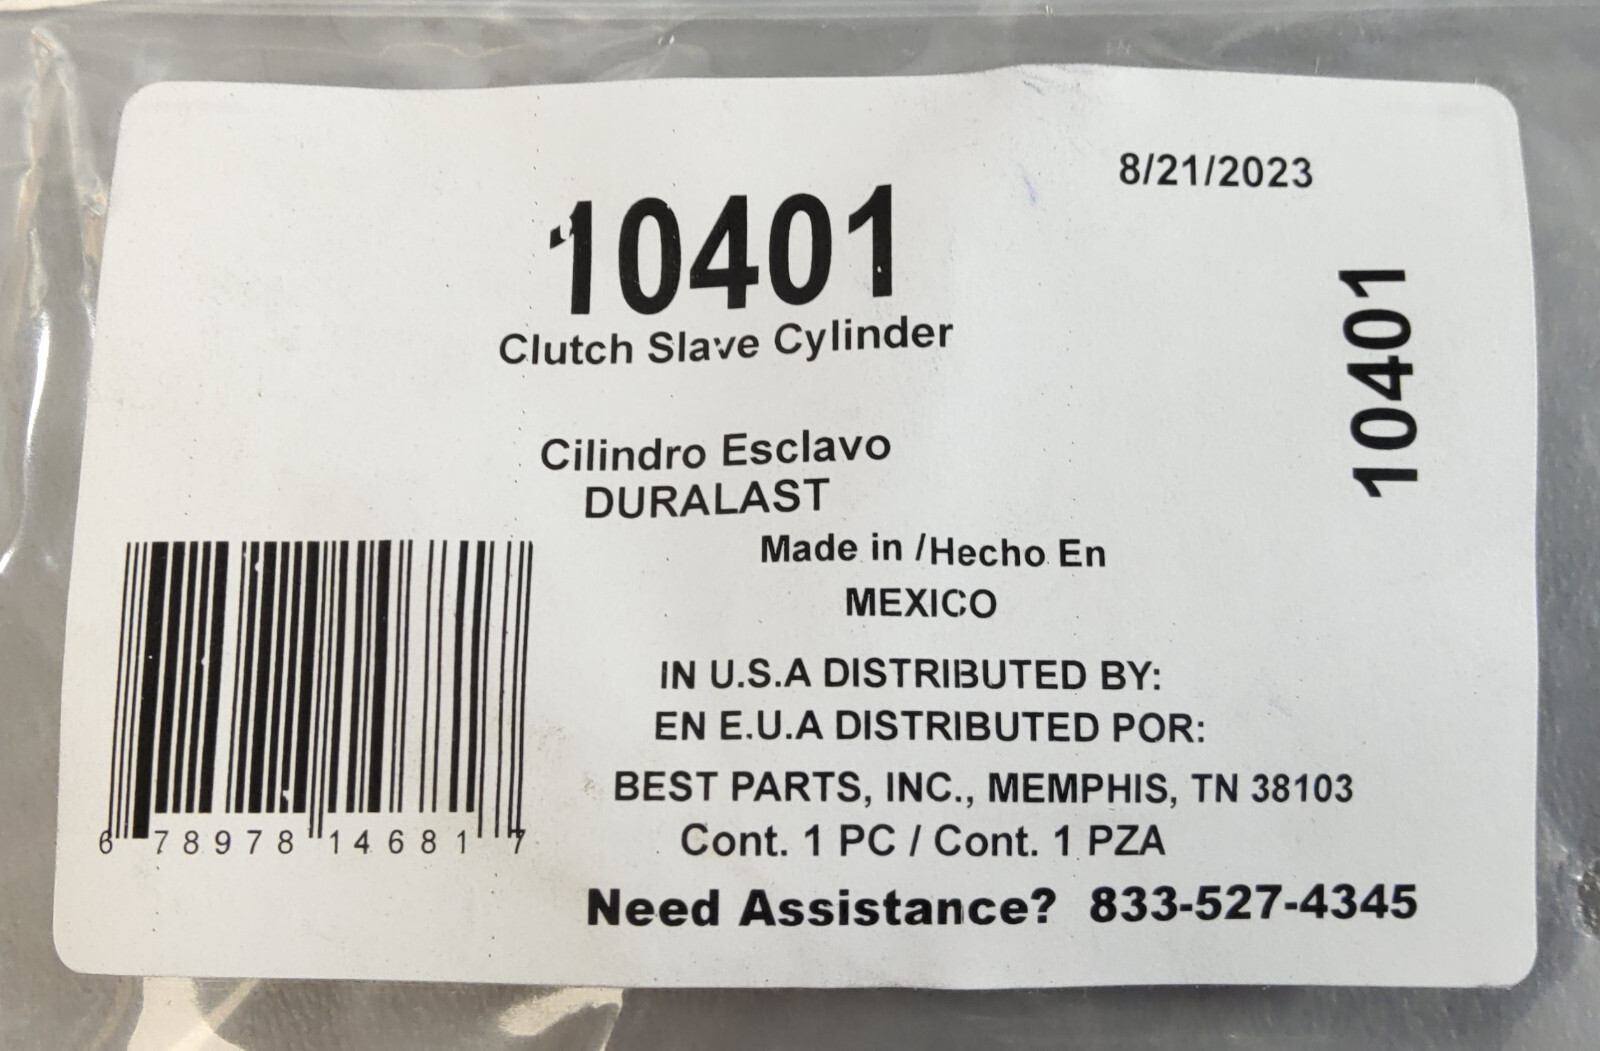 8/21/2023
10401
Clutch Slave Cylinder
10401
Cilindro Esclavo
DURALAST
Made in /Hecho En
MEXICO
IN U.S.A DISTRIBUTED BY:
EN E.U.A DISTRIBUTED POR:
BEST PARTS, INC., MEMPHIS, TN 38103
Cont. 1 PC / Cont. 1 PZA
6 78978 14681 7
Need Assistance? 833-527-4345